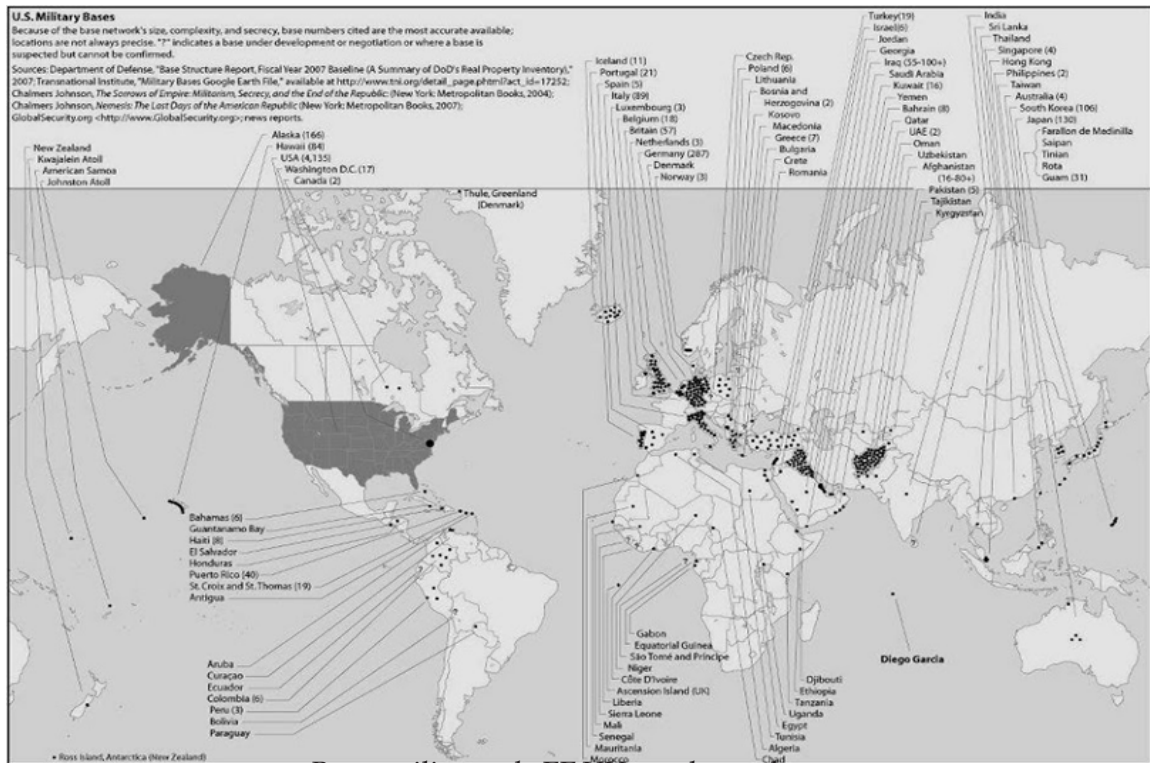 U.S. Military Bases
Because of the base network's size, complexity, and secrecy, base numbers cited are the most accurate available;
locations are not always precise. "?" indicates a base under development or negotiation or where a base is
suspected but cannot be confirmed.
Sources: Department of Defense, "Base Structure Report, Fiscal Year 2007 Baseline (A Summary of DoD's Real Property Inventory),"
2007; Transnational Institute, "Military Bases Google Earth File," available at http://www.tni.org/detail_page.phtml?act_id=17252;
Chalmers Johnson, The Sorrows of Empire: Militarism, Secrecy, and the End of the Republic (New York: Metropolitan Books, 2004);
Chalmers Johnson, Nemesis: The Last Days of the American Republic (New York: Metropolitan Books, 2007);
GlobalSecurity.org <http://www.GlobalSecurity.org>; news reports.
New Zealand
Kwajalein Atoll
American Samoa
Johnston Atoll
Alaska (166)
Hawaii (84)
USA (4,135)
Washington D.C. (17)
Canada (2)
Thule, Greenland
(Denmark)
Iceland (11)
Portugal (21)
Spain (5)
Italy (89)
Luxembourg (3)
Belgium (18)
Britain (57)
Netherlands (3)
Germany (287)
Denmark
Norway (3)
Czech Rep.
Poland (6)
Lithuania
Bosnia and
Herzogovina (2)
Kosovo
Macedonia
Greece (7)
Bulgaria
Crete
Romania
Turkey (19)
Israel(6)
Jordan
Georgia
Iraq (55-100+)
Saudi Arabia
Kuwait (16)
Yemen
Bahrain (8)
Qatar
UAE (2)
Oman
Uzbekistan
Afghanistan
(16-80+)
Pakistan (5)
Tajikistan
Kyrgyzstan
India
Sri Lanka
Thailand
Singapore (4)
Hong Kong
Philippines (2)
Taiwan
Australia (4)
South Korea (106)
Japan (130)
Farallon de Medinilla
Saipan
Tinian
Rota
Guam (31)
Bahamas (6)
Guantanamo Bay
Haiti (8)
El Salvador
Honduras
Puerto Rico (40)
St. Croix and St. Thomas (19)
Antigua
Aruba
Curaçao
Ecuador
Colombia (6)
Peru (3)
Bolivia
Paraguay
Gabon
Equatorial Guinea
São Tomé and Príncipe
Niger
Côte D'Ivoire
Ascension Island (UK)
Liberia
Sierra Leone
Mali
Senegal
Mauritania
Morocco
Diego Garcia
Djibouti
Ethiopia
Tanzania
Uganda
Egypt
Tunisia
Algeria
Chad
Ross Island, Antarctica (New Zealand)